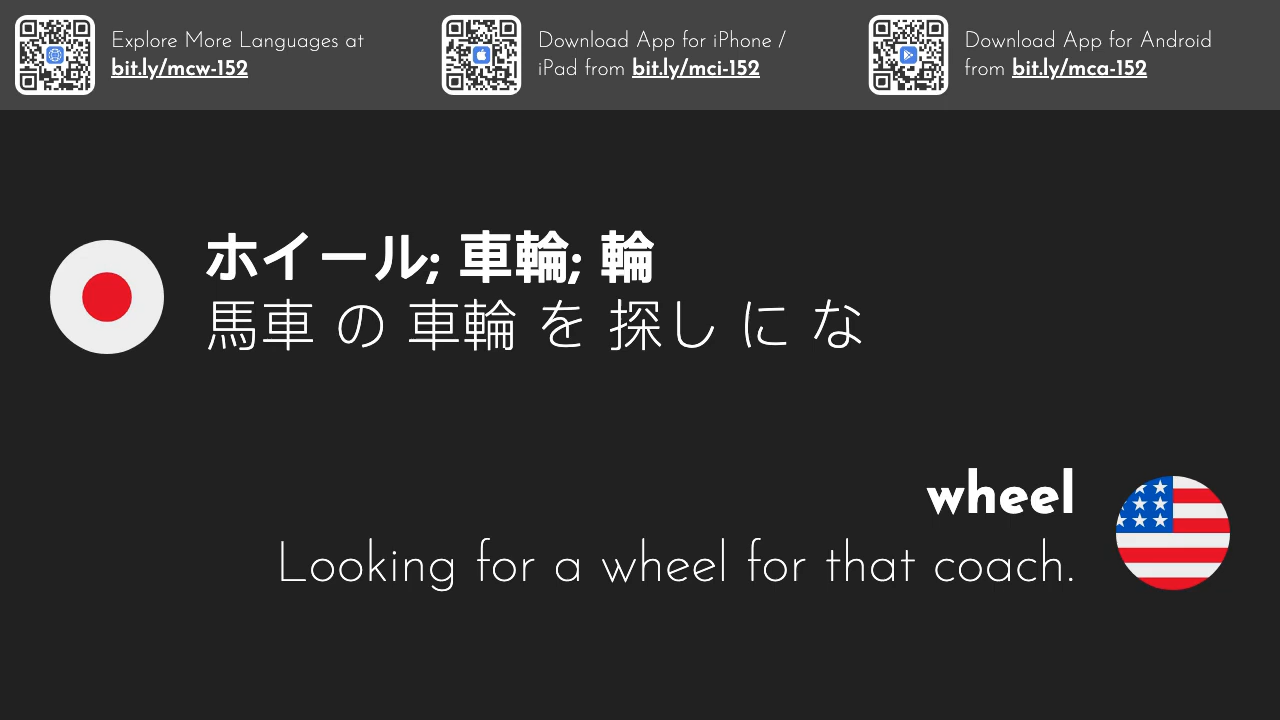 Explore More Languages at
bit.ly/mcw-152
Download App for iPhone /
iPad from bit.ly/mci-152
Download App for Android
from bit.ly/mca-152
ホイール; 車輪; 輪
馬車 の 車輪 を 探し に な
wheel
Looking for a wheel for that coach.